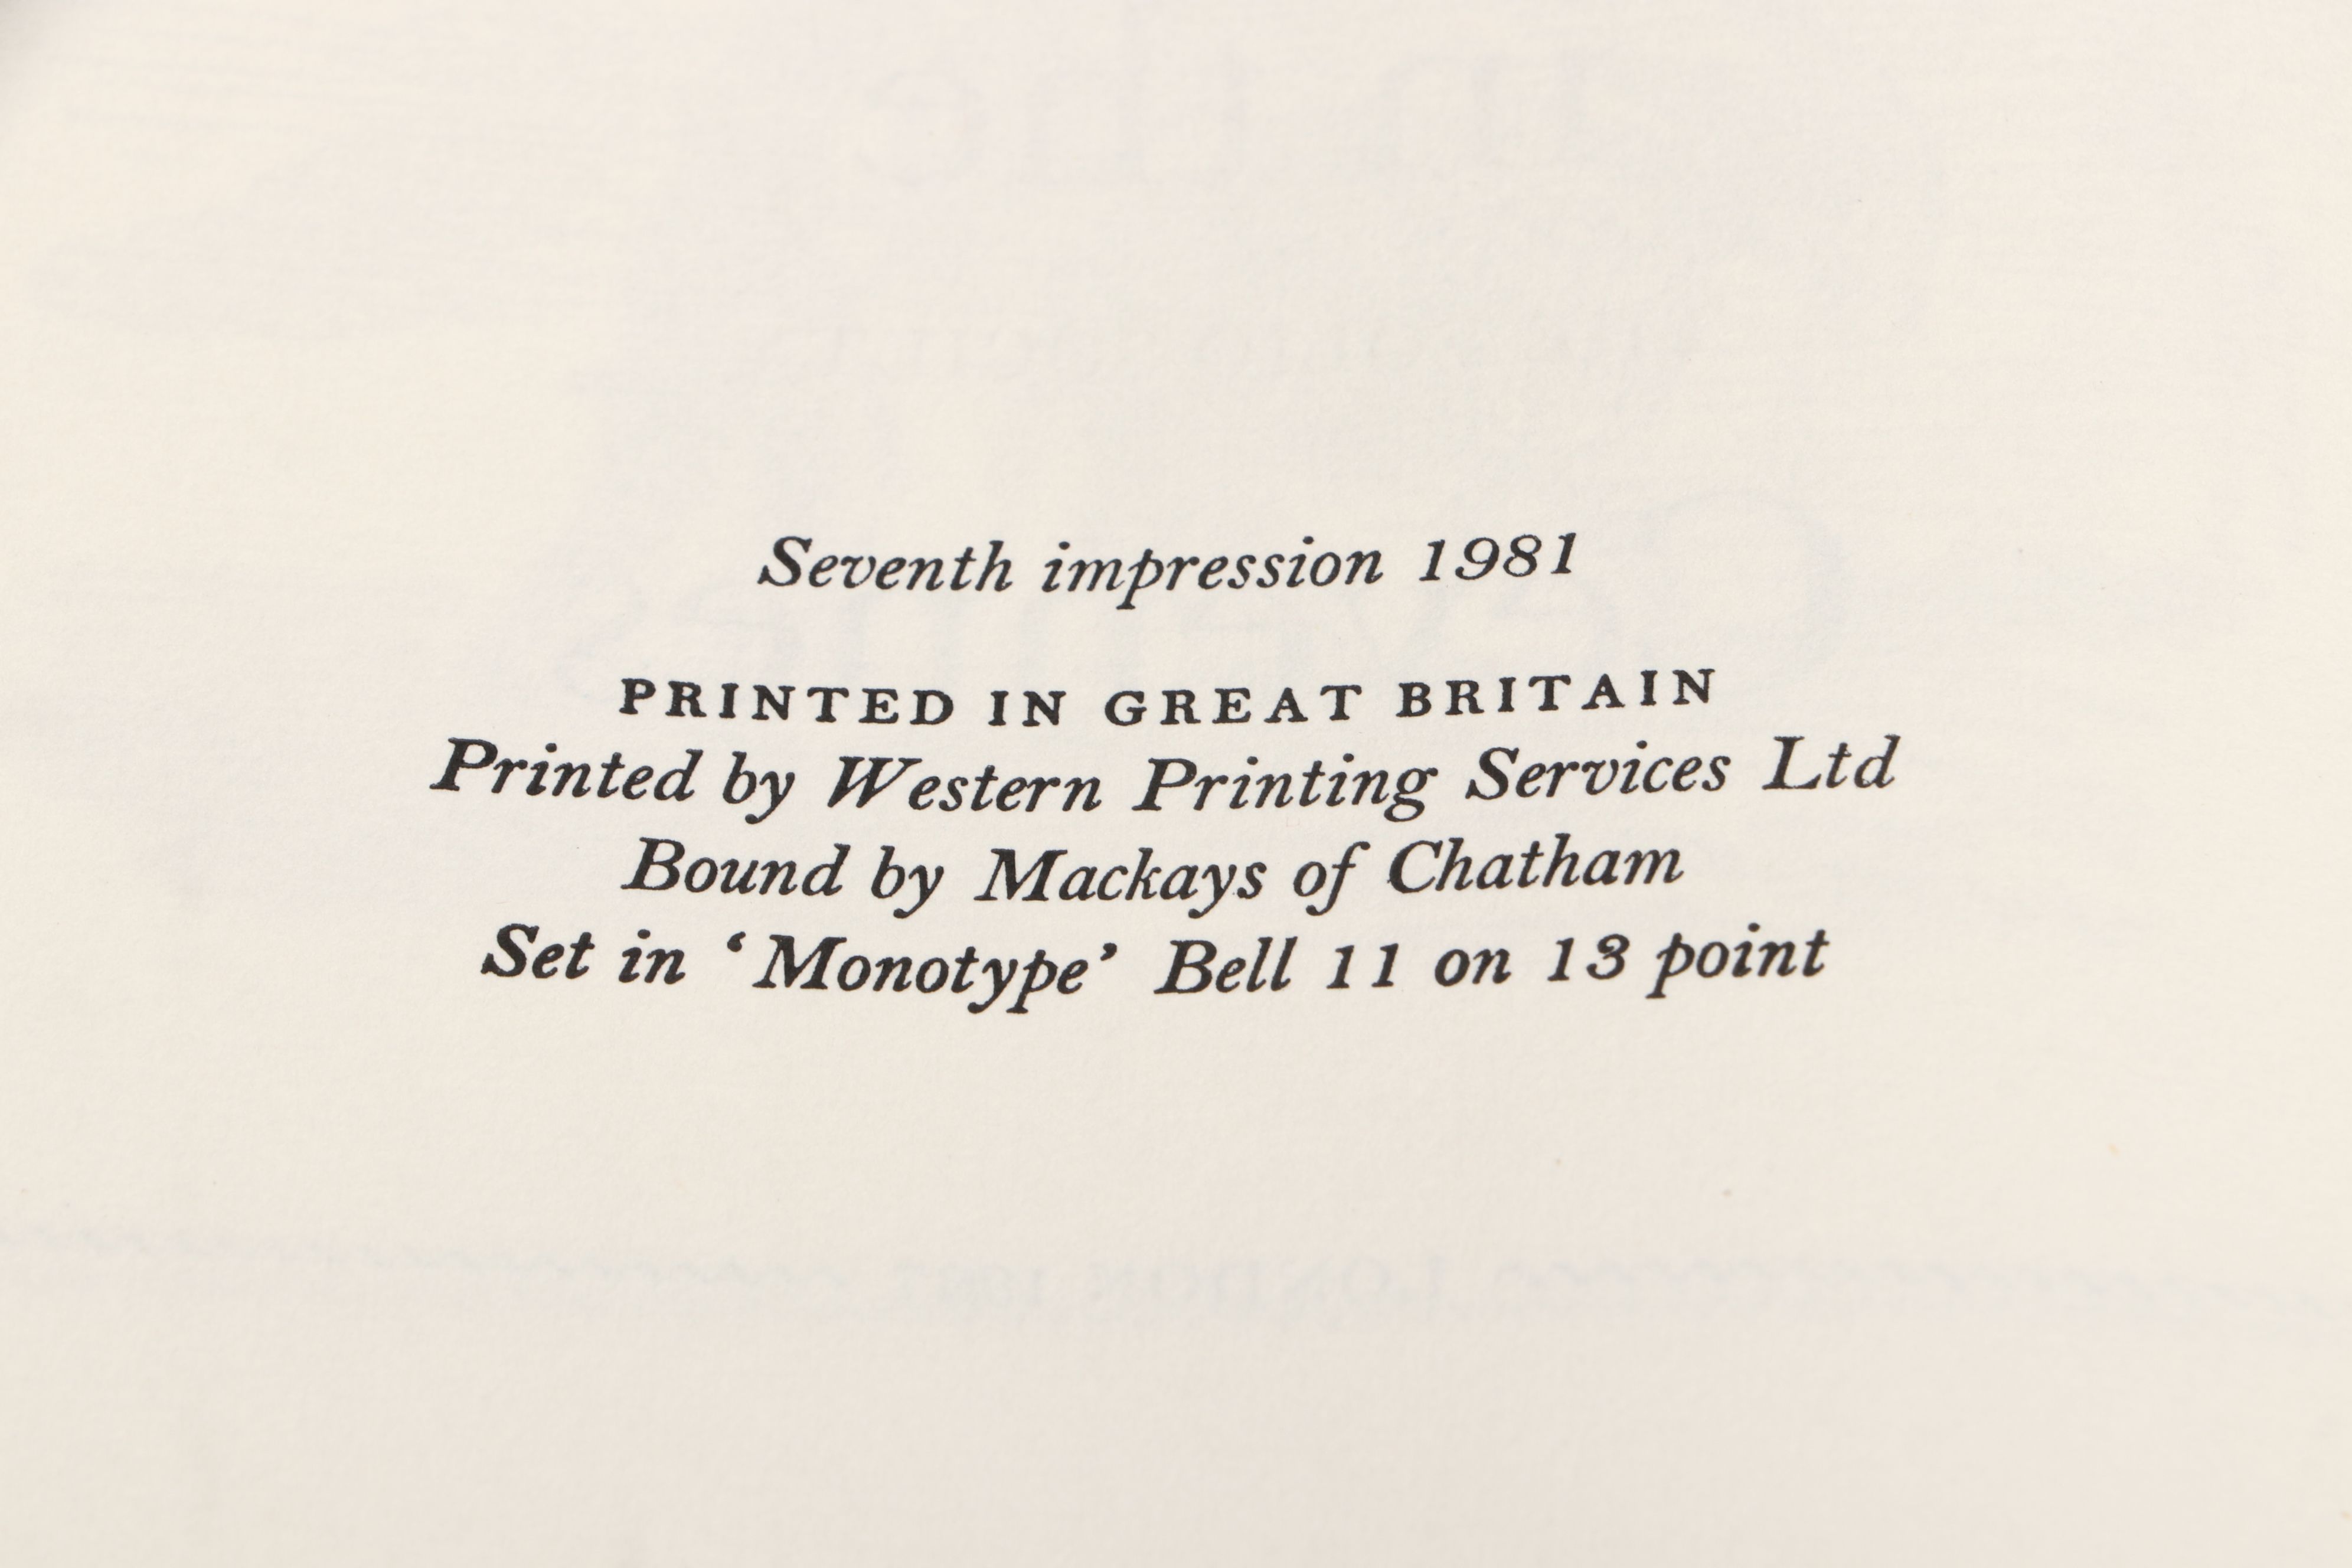 Seventh impression 1981
PRINTED IN GREAT BRITAIN
Printed by Western Printing Services Ltd
Bound by Mackays of Chatham
Set in ‘Monotype’ Bell 11 on 13 point